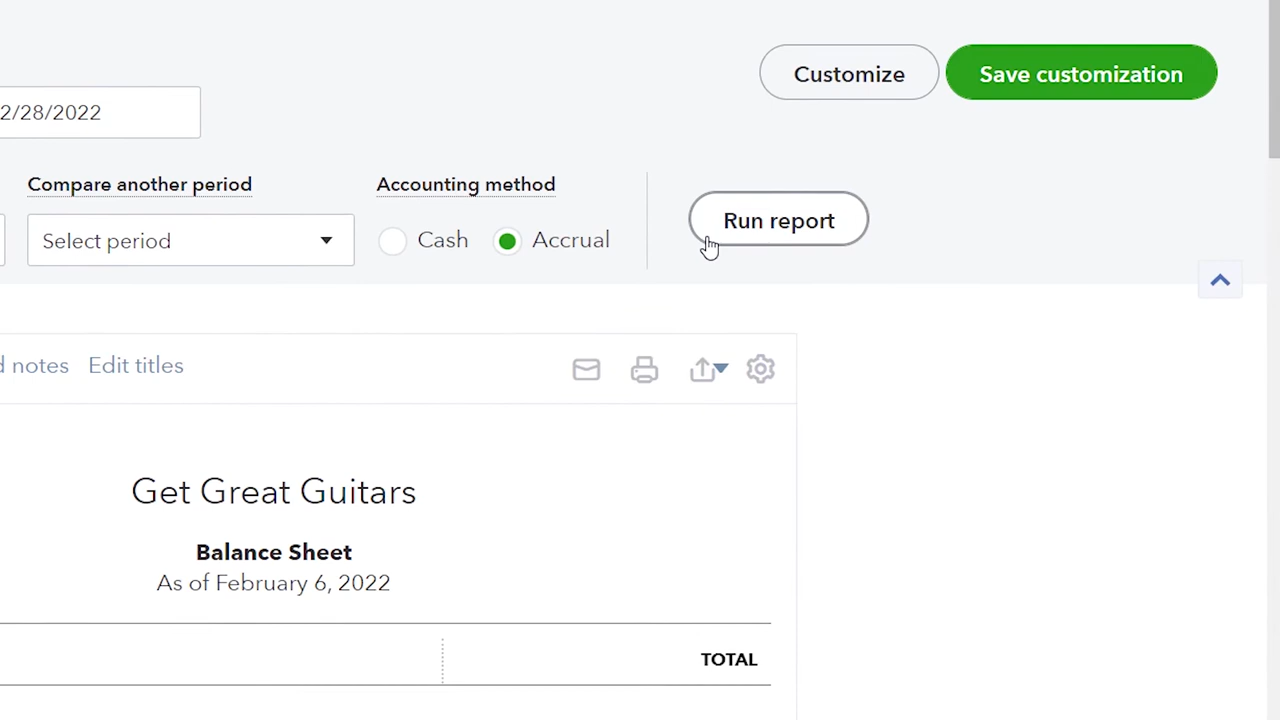 Customize
Save customization
2/28/2022
Compare another period
Accounting method
Select period
Cash
Accrual
Run report
notes
Edit titles
Get Great Guitars
Balance Sheet
As of February 6, 2022
TOTAL